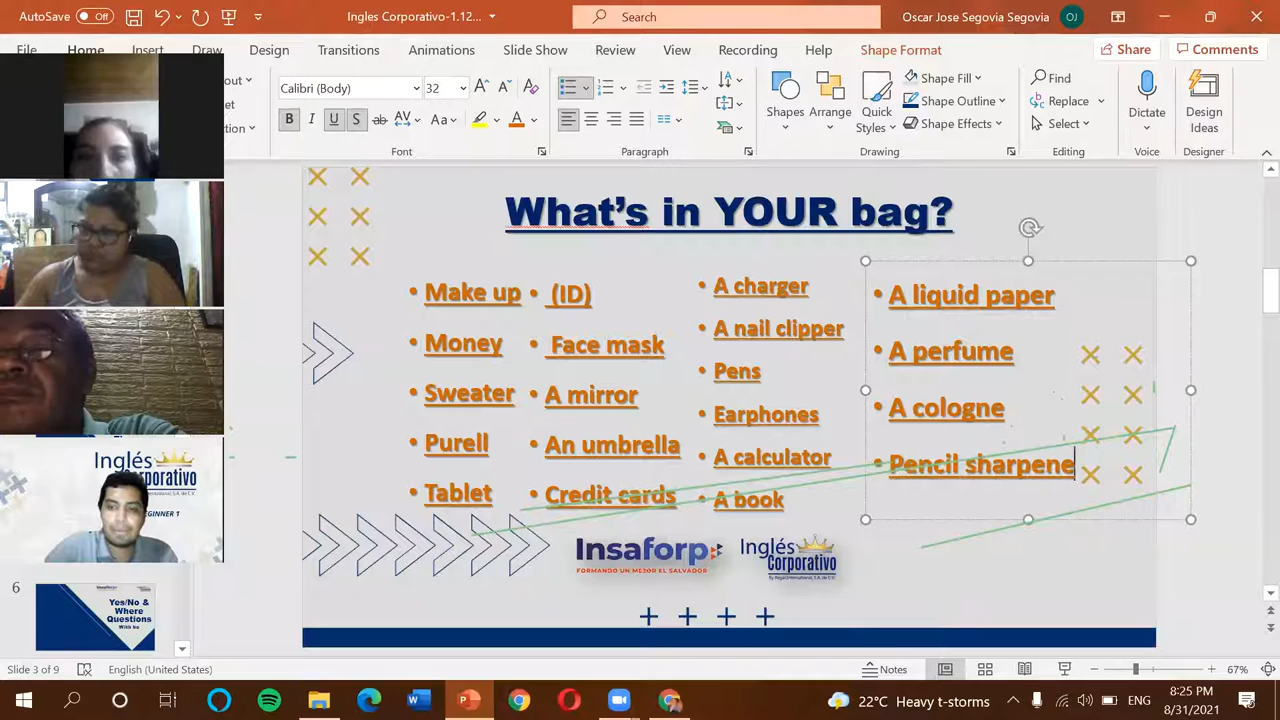 AutoSave Off
Ingles Corporativo-1.12...
Search
Oscar Jose Segovia Segovia OJ
File Home Insert Draw Design Transitions Animations Slide Show Review View Recording Help Shape Format
Share Comments
Calibri (Body) 32
Font
Paragraph
Shapes
Arrange
Quick Styles
Shape Fill
Shape Outline
Shape Effects
Drawing
Find
Replace
Select
Editing
Dictate
Voice
Design Ideas
Designer
What's in YOUR bag?
Make up
Money
Sweater
Purell
Tablet
(ID)
Face mask
A mirror
An umbrella
Credit cards
A charger
A nail clipper
Pens
Earphones
A calculator
A book
A liquid paper
A perfume
A cologne
Pencil sharpene
Insaforp
FORMANDO UN MEJOR EL SALVADOR
Inglés
Corporativo
Inglés
Corporativo
6
Yes/No &
Where
Questions
With be
Slide 3 of 9
English (United States)
Notes
67%
22°C Heavy t-storms
ENG
8:25 PM
8/31/2021